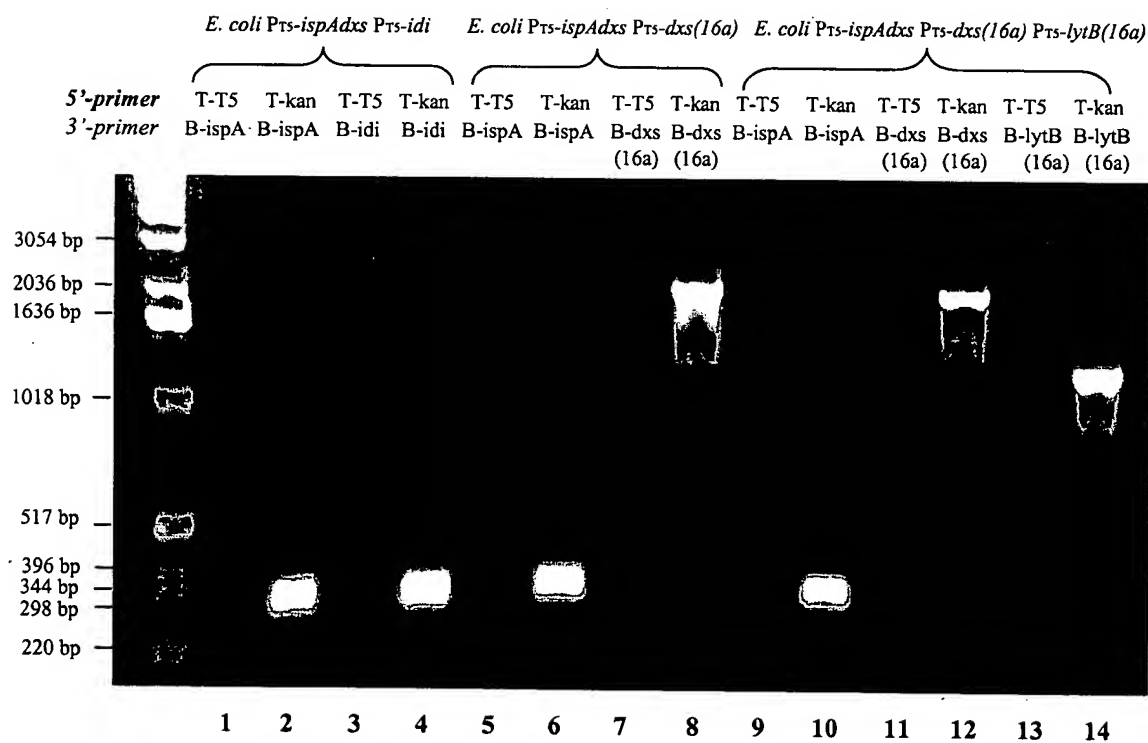 E. coli PT5-ispAdxs PT5-idi E. coli PT5-ispAdxs PT5-dxs(16a) E. coli PT5-ispAdxs PT5-dxs(16a) PT5-lytB(16a)
5'-primer T-T5 T-kan T-T5 T-kan T-T5 T-kan T-T5 T-kan T-T5 T-kan T-T5 T-kan T-T5 T-kan
3'-primer B-ispA B-ispA B-idi B-idi B-ispA B-ispA B-dxs B-dxs B-ispA B-ispA B-dxs B-dxs B-lytB B-lytB
(16a) (16a) (16a) (16a) (16a) (16a)
3054 bp
2036 bp
1636 bp
1018 bp
517 bp
396 bp
344 bp
298 bp
220 bp
1 2 3 4 5 6 7 8 9 10 11 12 13 14